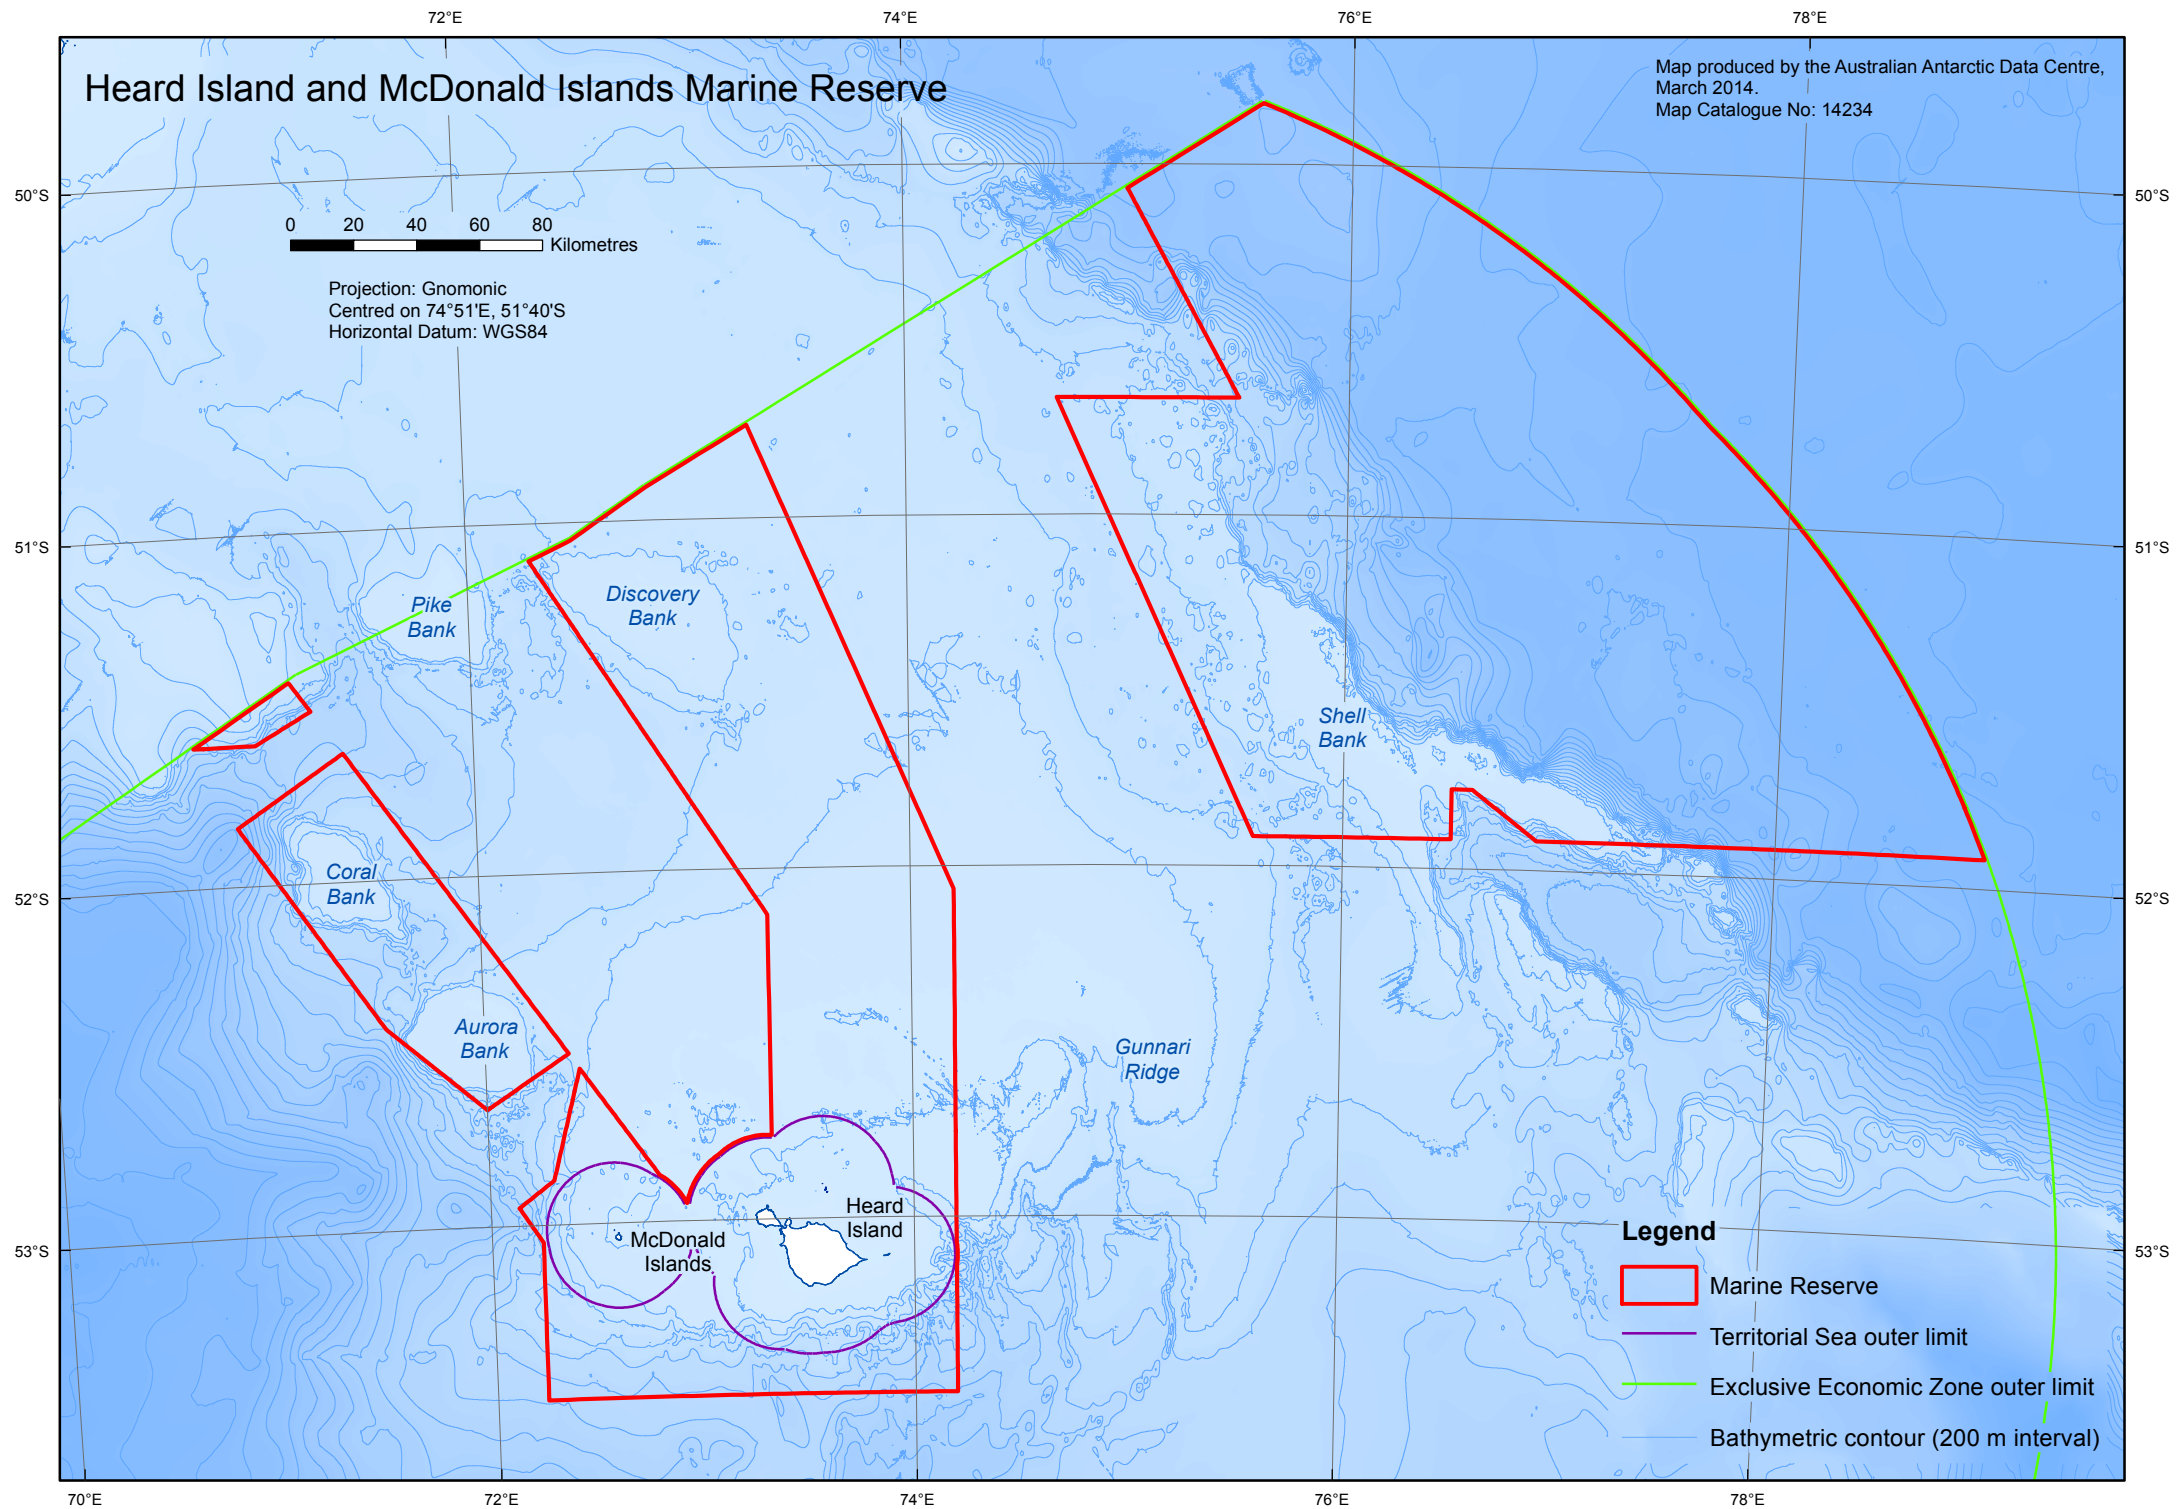 72°E
74°E
76°E
78°E
Heard Island and McDonald Islands Marine Reserve
Map produced by the Australian Antarctic Data Centre,
March 2014.
Map Catalogue No: 14234
50°S
50°S
0 20 40 60 80
Kilometres
Projection: Gnomonic
Centred on 74°51'E, 51°40'S
Horizontal Datum: WGS84
51°S
51°S
Pike
Bank
Discovery
Bank
Shell
Bank
Coral
Bank
52°S
52°S
Aurora
Bank
Gunnari
Ridge
Heard
Island
McDonald
Islands
53°S
53°S
Legend
Marine Reserve
Territorial Sea outer limit
Exclusive Economic Zone outer limit
Bathymetric contour (200 m interval)
70°E
72°E
74°E
76°E
78°E